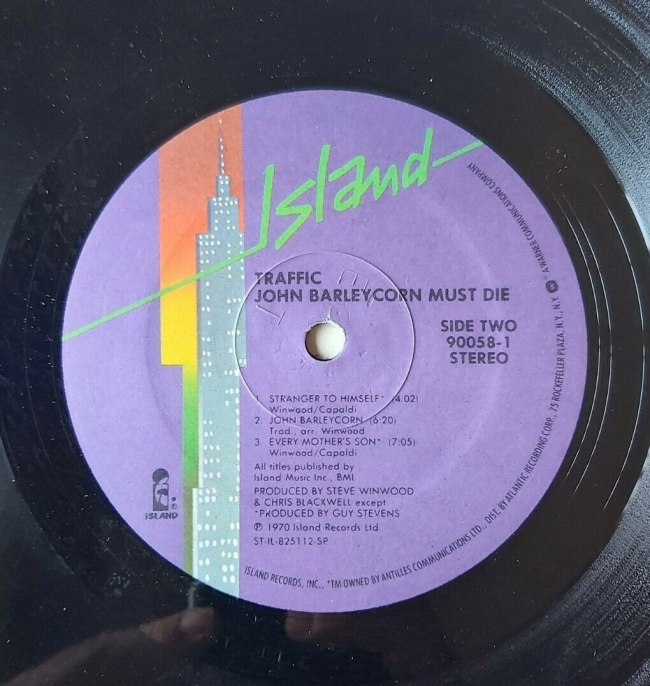 Island
TRAFFIC
JOHN BARLEYCORN MUST DIE
SIDE TWO
90058-1
STEREO
1. STRANGER TO HIMSELF* (4:02)
Winwood/Capaldi
2. JOHN BARLEYCORN (6:20)
Trad., arr. Winwood
3. EVERY MOTHER'S SON* (7:05)
Winwood/Capaldi
All titles published by
Island Music Inc., BMI.
PRODUCED BY STEVE WINWOOD
& CHRIS BLACKWELL except
*PRODUCED BY GUY STEVENS
℗ 1970 Island Records Ltd.
ST-IL-825112-SP
ISLAND
ISLAND RECORDS, INC., *TM OWNED BY ANTILLES COMMUNICATIONS LTD., DIST. BY ATLANTIC RECORDING CORP., 75 ROCKEFELLER PLAZA, N.Y., N.Y. A WARNER COMMUNICATIONS COMPANY